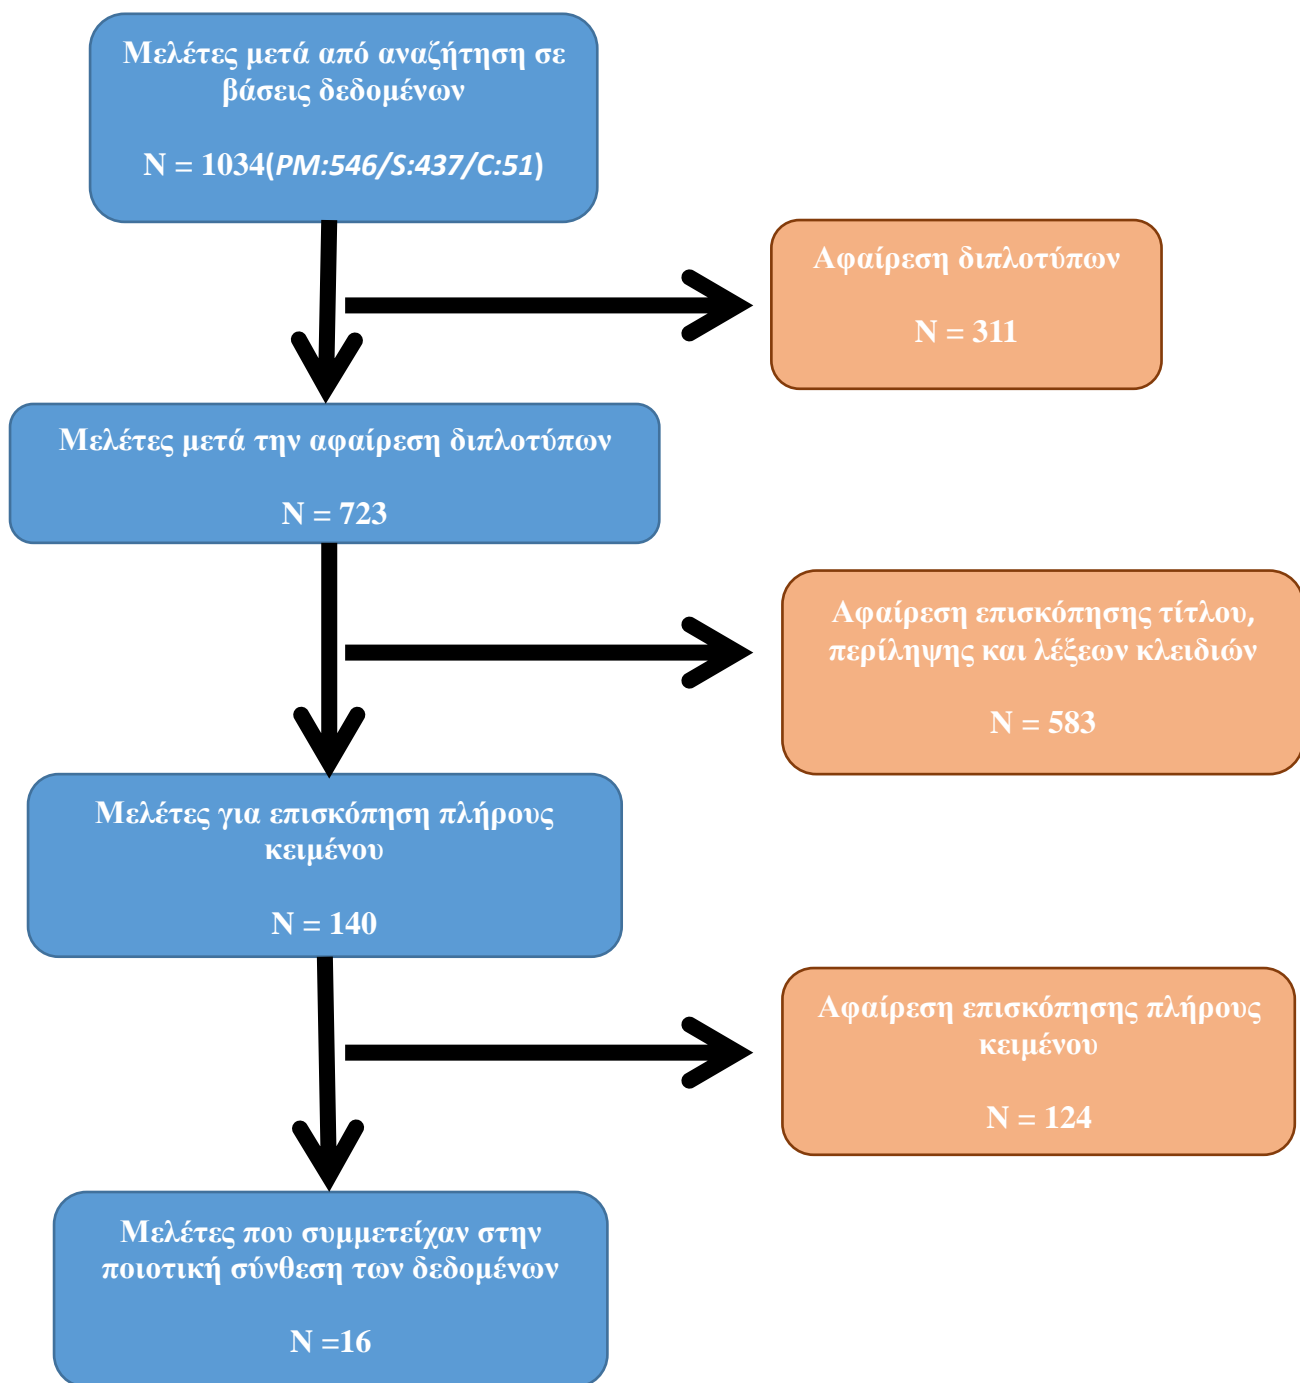 Μελέτες μετά από αναζήτηση σε
βάσεις δεδομένων
N = 1034(PM:546/S:437/C:51)
Αφαίρεση διπλοτύπων
N = 311
Μελέτες μετά την αφαίρεση διπλοτύπων
N = 723
Αφαίρεση επισκόπησης τίτλου,
περίληψης και λέξεων κλειδιών
N = 583
Μελέτες για επισκόπηση πλήρους
κειμένου
N = 140
Αφαίρεση επισκόπησης πλήρους
κειμένου
N = 124
Μελέτες που συμμετείχαν στην
ποιοτική σύνθεση των δεδομένων
N =16